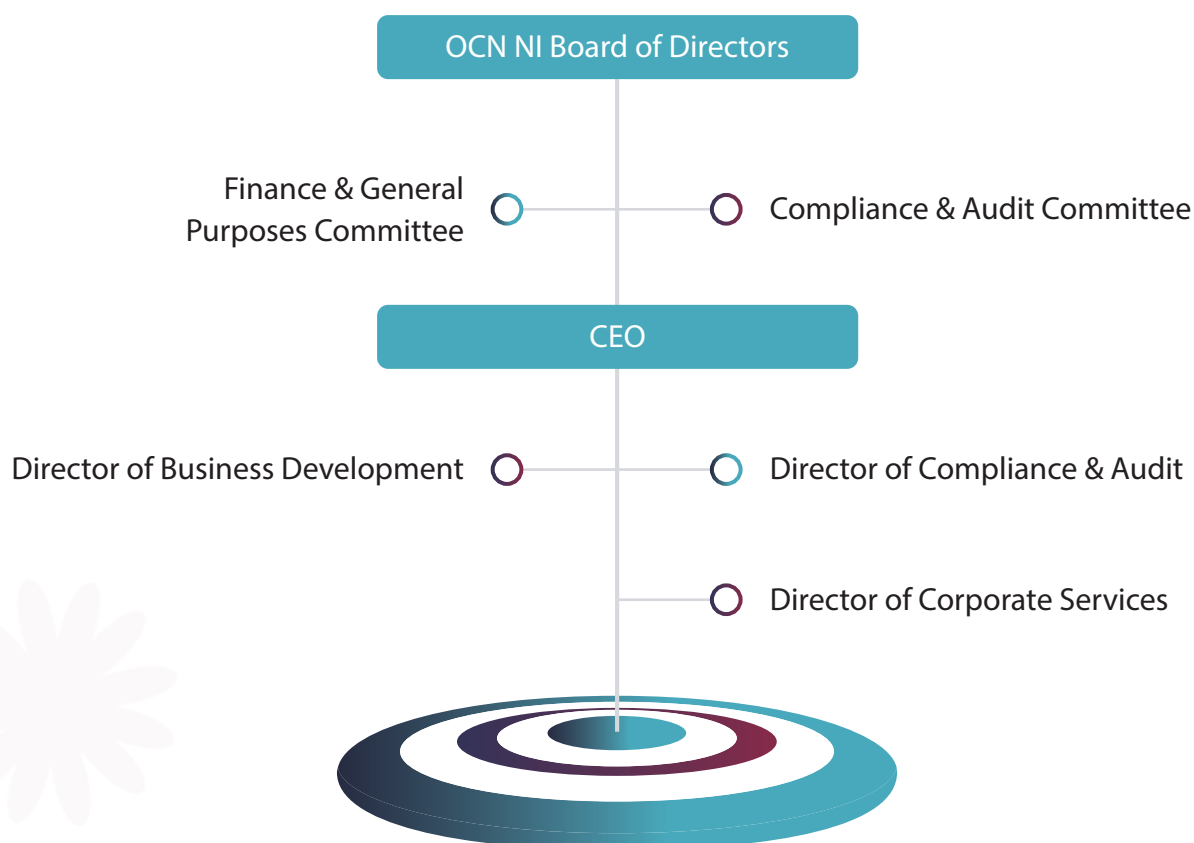 OCN NI Board of Directors
Finance & General
Purposes Committee
Compliance & Audit Committee
CEO
Director of Business Development
Director of Compliance & Audit
Director of Corporate Services